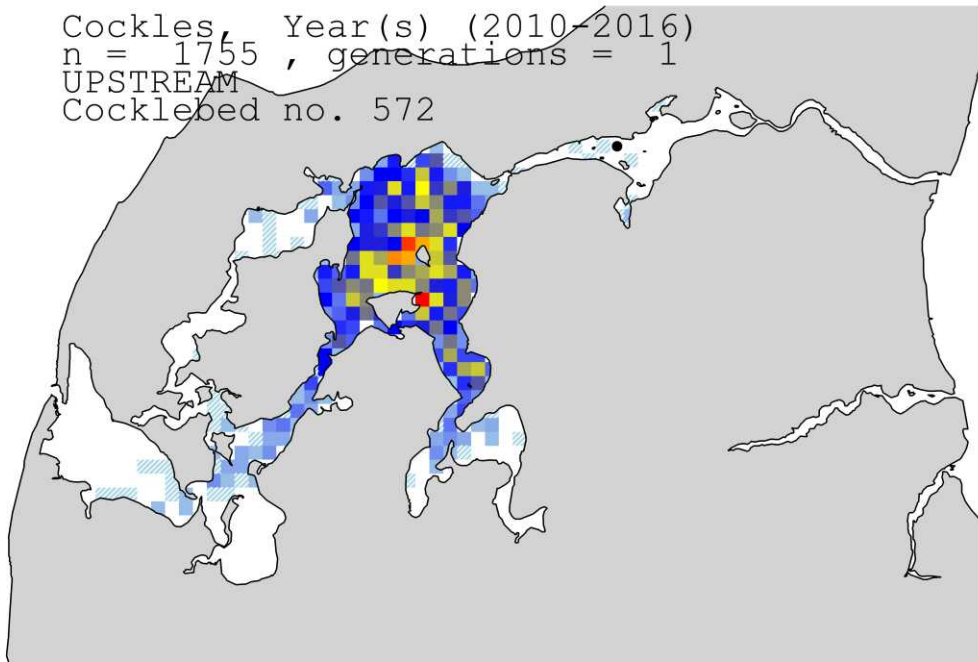 Cockles, Year(s) (2010-2016)
n = 1755 , generations = 1
UPSTREAM
Cocklebed no. 572